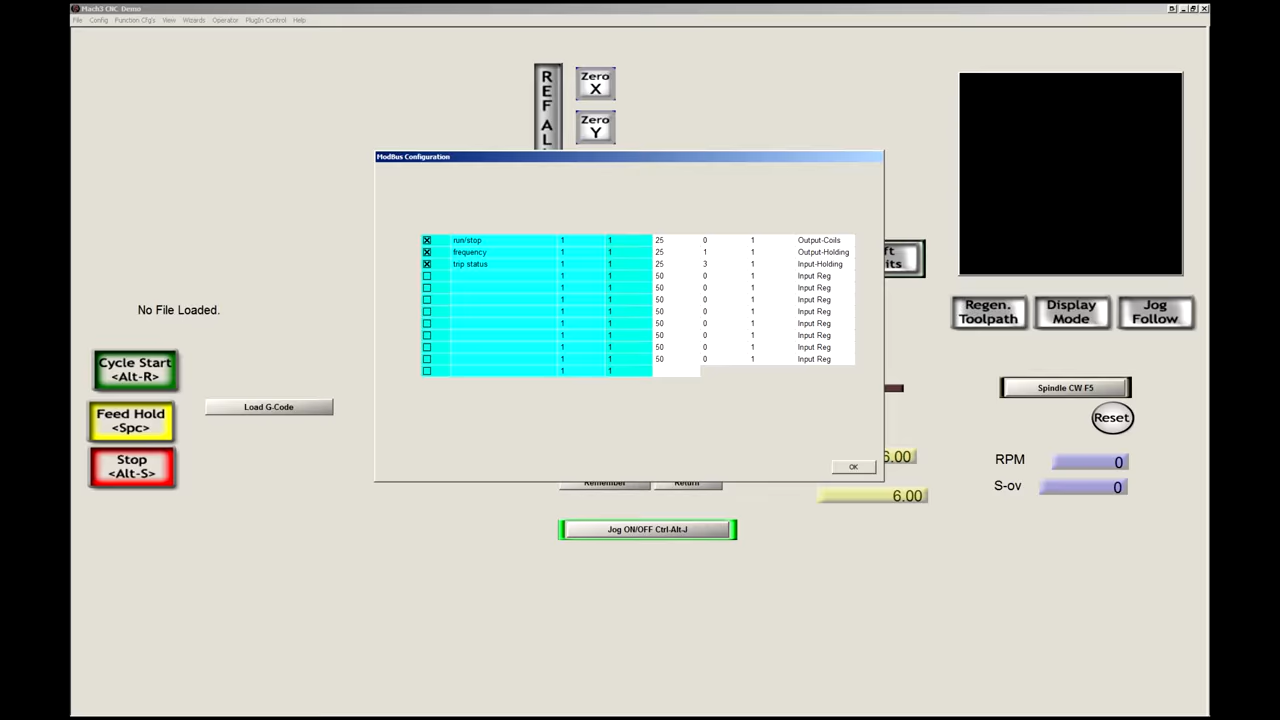 Mach3 CNC Demo
File Config Function Cfg's View Wizards Operator PlugIn Control Help
REF AL
Zero X
Zero Y
ModBus Configuration
run/stop 1 1 25 0 1 Output-Coils
frequency 1 1 25 1 1 Output-Holding
trip status 1 1 25 3 1 Input-Holding
1 1 50 0 1 Input Reg
1 1 50 0 1 Input Reg
1 1 50 0 1 Input Reg
1 1 50 0 1 Input Reg
1 1 50 0 1 Input Reg
1 1 50 0 1 Input Reg
1 1 50 0 1 Input Reg
1 1 50 0 1 Input Reg
1 1
OK
ft
its
No File Loaded.
Regen.
Toolpath
Display
Mode
Jog
Follow
Cycle Start
<Alt-R>
Feed Hold
<Spc>
Stop
<Alt-S>
Load G-Code
Spindle CW F5
Reset
6.00
RPM 0
S-ov 0
Remember Return
6.00
Jog ON/OFF Ctrl-Alt-J